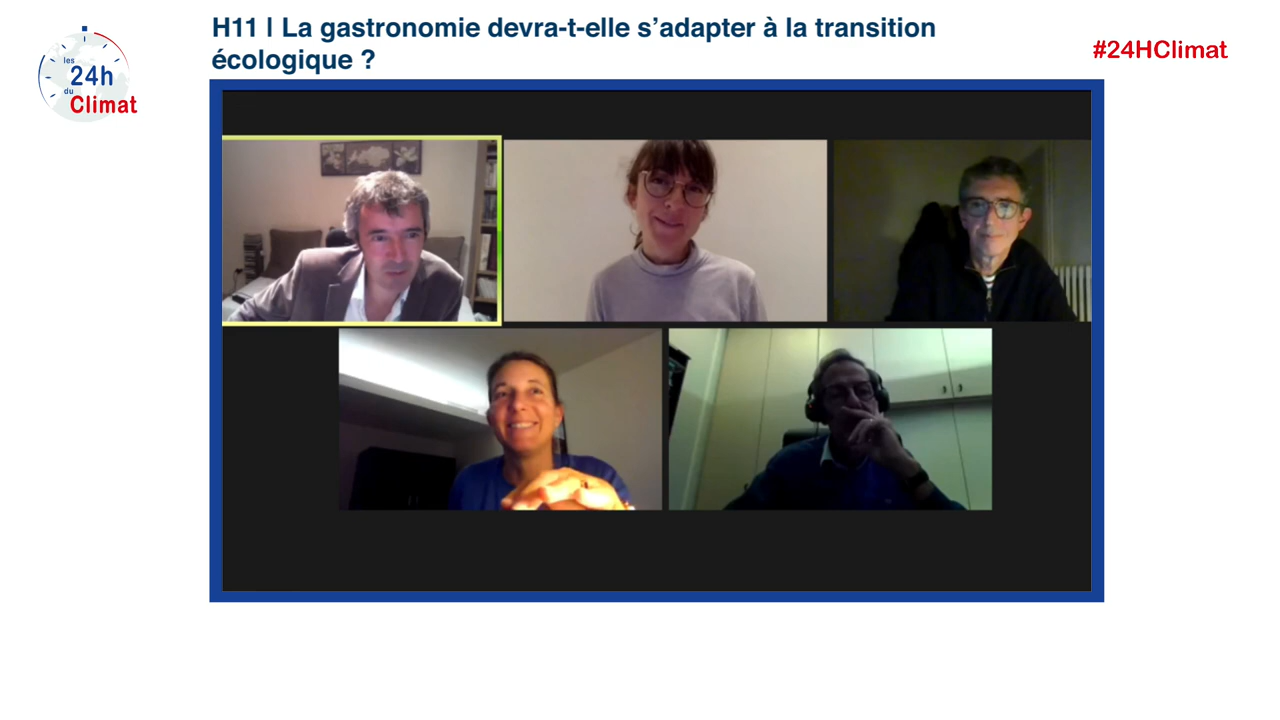 H11 | La gastronomie devra-t-elle s’adapter à la transition
écologique ?
#24HClimat
les
24h
du
Climat